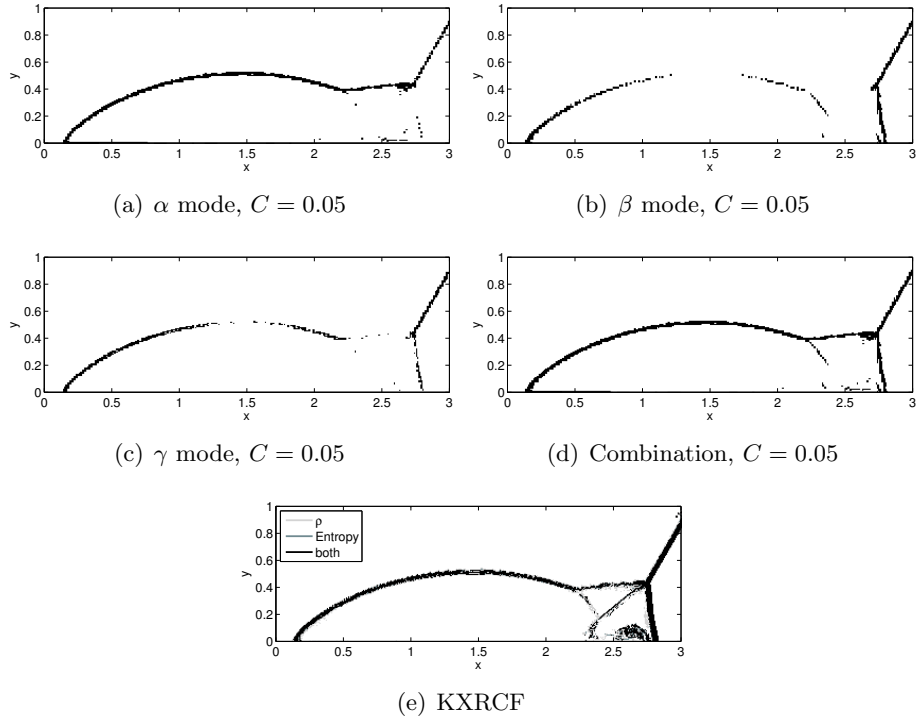 1
0.8
0.6
0.4
0.2
0
y
0 0.5 1 1.5 2 2.5 3
x
(a) α mode, C = 0.05
1
0.8
0.6
0.4
0.2
0
y
0 0.5 1 1.5 2 2.5 3
x
(b) β mode, C = 0.05
1
0.8
0.6
0.4
0.2
0
y
0 0.5 1 1.5 2 2.5 3
x
(c) γ mode, C = 0.05
1
0.8
0.6
0.4
0.2
0
y
0 0.5 1 1.5 2 2.5 3
x
(d) Combination, C = 0.05
1
0.8
0.6
0.4
0.2
0
y
ρ
Entropy
both
0 0.5 1 1.5 2 2.5 3
x
(e) KXRCF